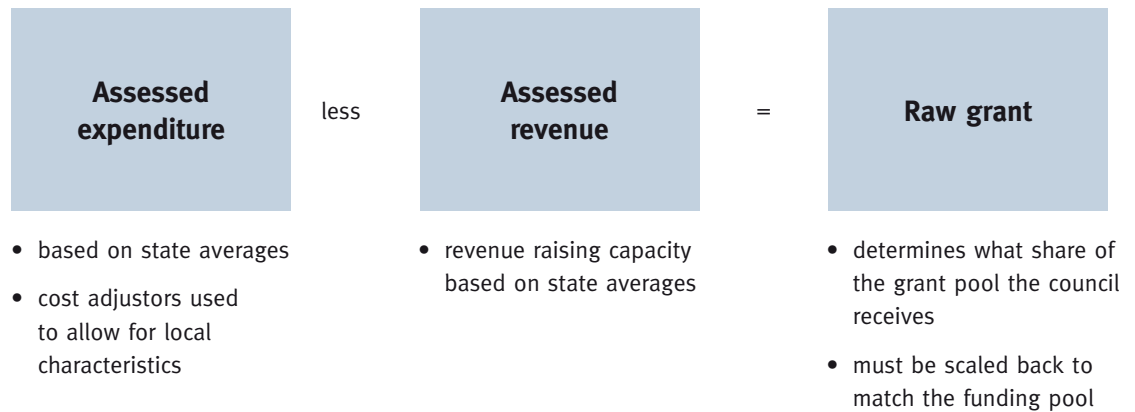 Assessed
expenditure
less
Assessed
revenue
=
Raw grant
• based on state averages
• cost adjustors used
to allow for local
characteristics
• revenue raising capacity
based on state averages
• determines what share of
the grant pool the council
receives
• must be scaled back to
match the funding pool